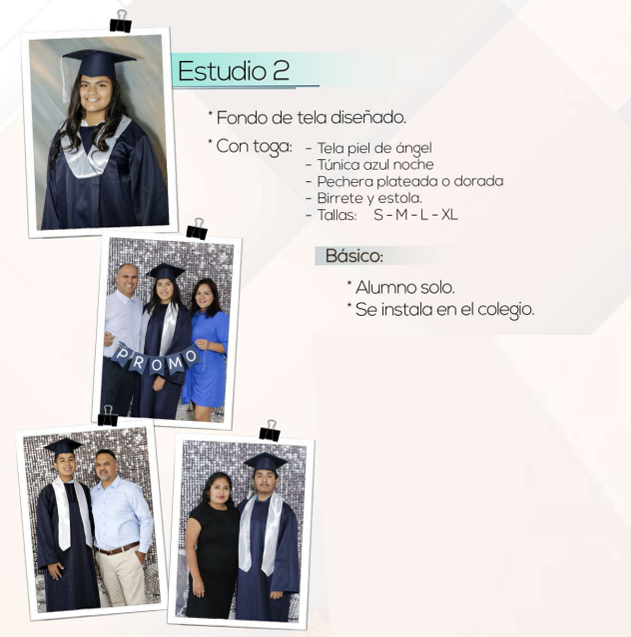 Estudio 2
* Fondo de tela diseñado.
* Con toga: - Tela piel de ángel
- Túnica azul noche
- Pechera plateada o dorada
- Birrete y estola.
- Tallas: S - M - L - XL
Básico:
* Alumno solo.
* Se instala en el colegio.
PROMO